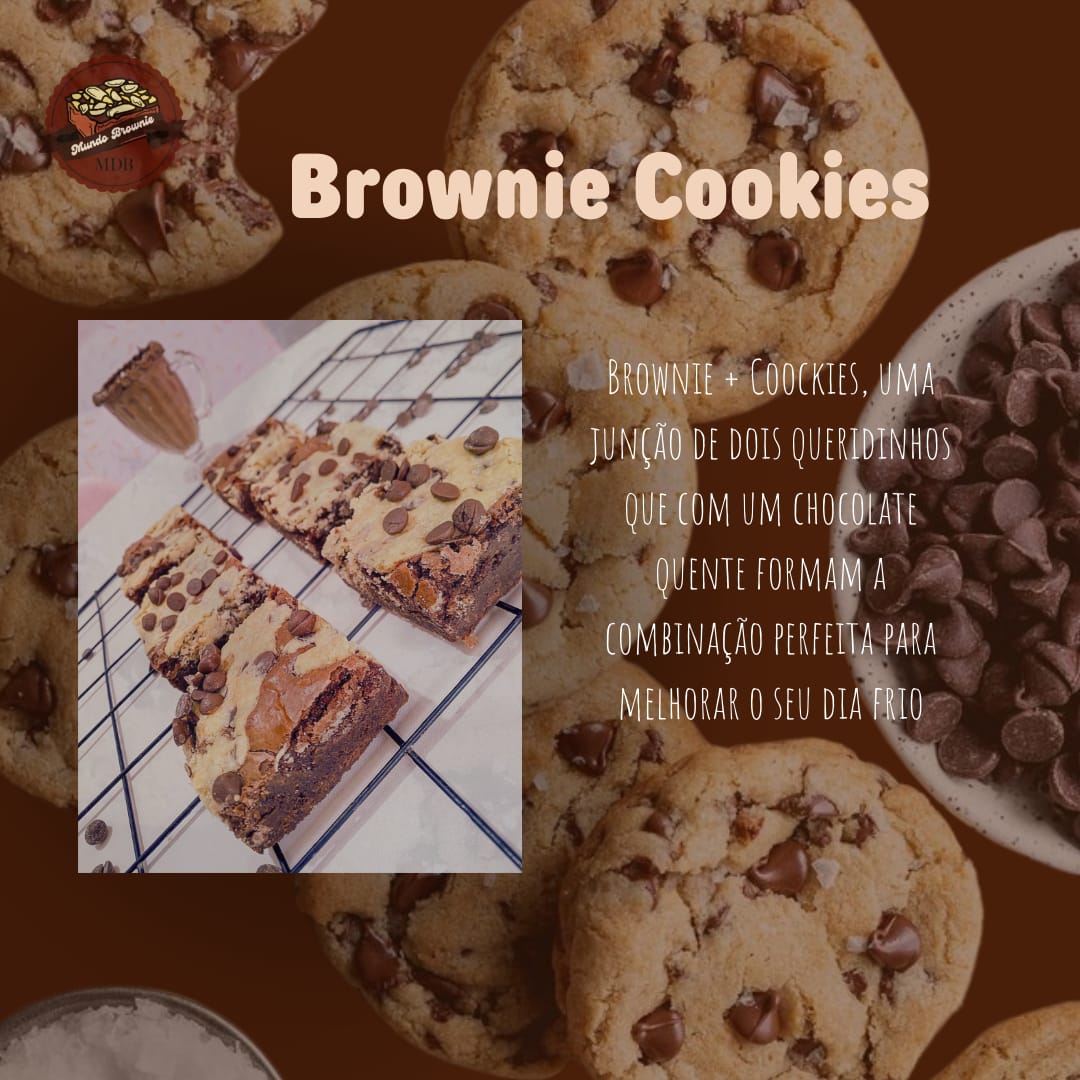 Mundo Brownie
MDB
Brownie Cookies
Brownie + Coockies, uma
junção de dois queridinhos
que com um chocolate
quente formam a
combinação perfeita para
melhorar o seu dia frio